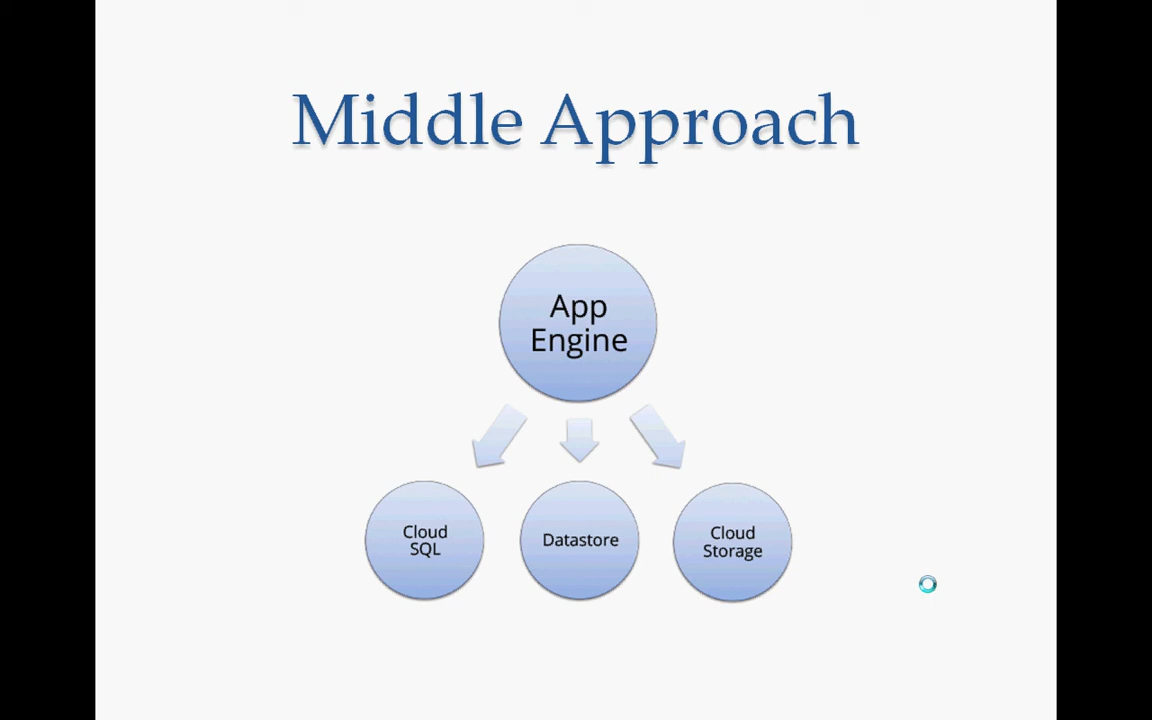 Middle Approach
App
Engine
Cloud
SQL
Datastore
Cloud
Storage